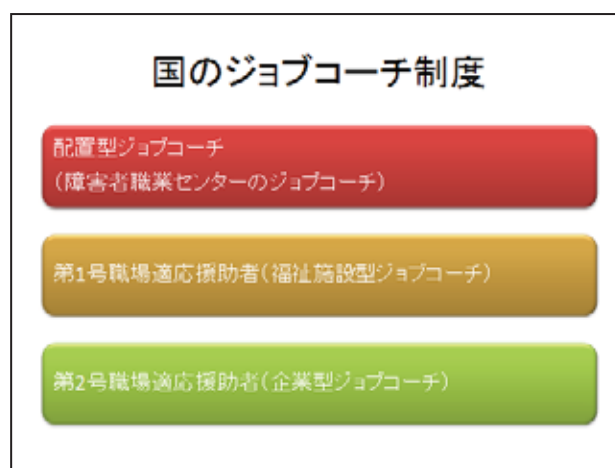 国のジョブコーチ制度
配置型ジョブコーチ
（障害者職業センターのジョブコーチ）
第1号職場適応援助者（福祉施設型ジョブコーチ）
第2号職場適応援助者（企業型ジョブコーチ）